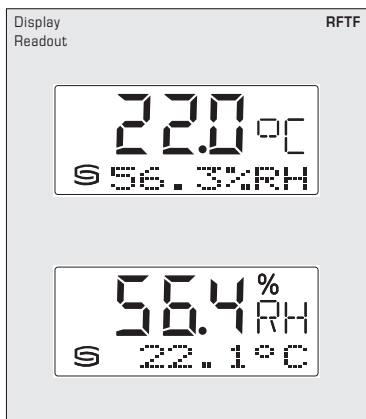 Display RFTF
Readout
22.0 °C
56.3%RH
56.4 % RH
22.1°C